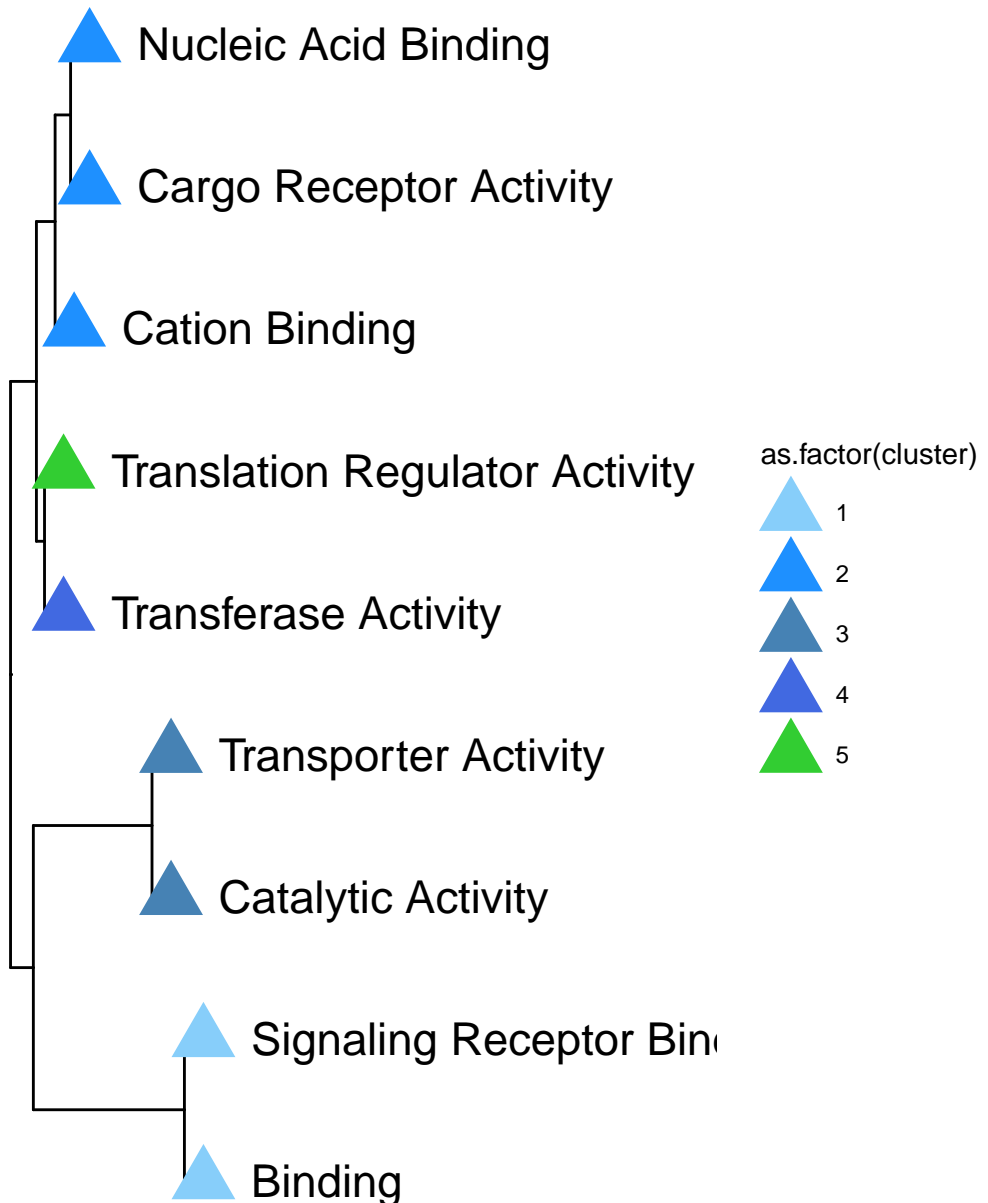 Nucleic Acid Binding
Cargo Receptor Activity
Cation Binding
Translation Regulator Activity
Transferase Activity
Transporter Activity
Catalytic Activity
Signaling Receptor
Binding
as.factor(cluster)
1
2
3
4
5